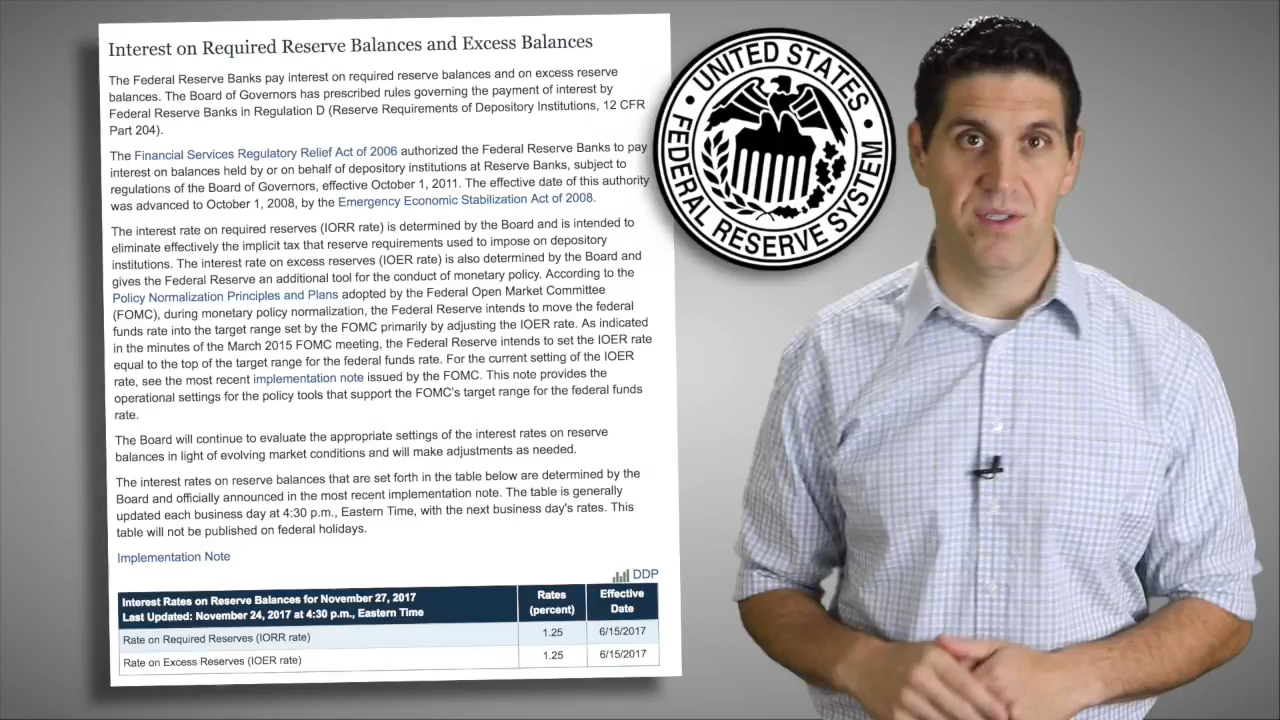 Interest on Required Reserve Balances and Excess Balances
The Federal Reserve Banks pay interest on required reserve balances and on excess reserve
balances. The Board of Governors has prescribed rules governing the payment of interest by
Federal Reserve Banks in Regulation D (Reserve Requirements of Depository Institutions, 12 CFR
Part 204).
The Financial Services Regulatory Relief Act of 2006 authorized the Federal Reserve Banks to pay
interest on balances held by or on behalf of depository institutions at Reserve Banks, subject to
regulations of the Board of Governors, effective October 1, 2011. The effective date of this authority
was advanced to October 1, 2008, by the Emergency Economic Stabilization Act of 2008.
The interest rate on required reserves (IORR rate) is determined by the Board and is intended to
eliminate effectively the implicit tax that reserve requirements used to impose on depository
institutions. The interest rate on excess reserves (IOER rate) is also determined by the Board and
gives the Federal Reserve an additional tool for the conduct of monetary policy. According to the
Policy Normalization Principles and Plans adopted by the Federal Open Market Committee
(FOMC), during monetary policy normalization, the Federal Reserve intends to move the federal
funds rate into the target range set by the FOMC primarily by adjusting the IOER rate. As indicated
in the minutes of the March 2015 FOMC meeting, the Federal Reserve intends to set the IOER rate
equal to the top of the target range for the federal funds rate. For the current setting of the IOER
rate, see the most recent implementation note issued by the FOMC. This note provides the
operational settings for the policy tools that support the FOMC's target range for the federal funds
rate.
The Board will continue to evaluate the appropriate settings of the interest rates on reserve
balances in light of evolving market conditions and will make adjustments as needed.
The interest rates on reserve balances that are set forth in the table below are determined by the
Board and officially announced in the most recent implementation note. The table is generally
updated each business day at 4:30 p.m., Eastern Time, with the next business day's rates. This
table will not be published on federal holidays.
Implementation Note
DDP
Interest Rates on Reserve Balances for November 27, 2017
Last Updated: November 24, 2017 at 4:30 p.m., Eastern Time
Rates
(percent)
Effective
Date
Rate on Required Reserves (IORR rate) 1.25 6/15/2017
Rate on Excess Reserves (IOER rate) 1.25 6/15/2017
UNITED STATES
FEDERAL RESERVE SYSTEM